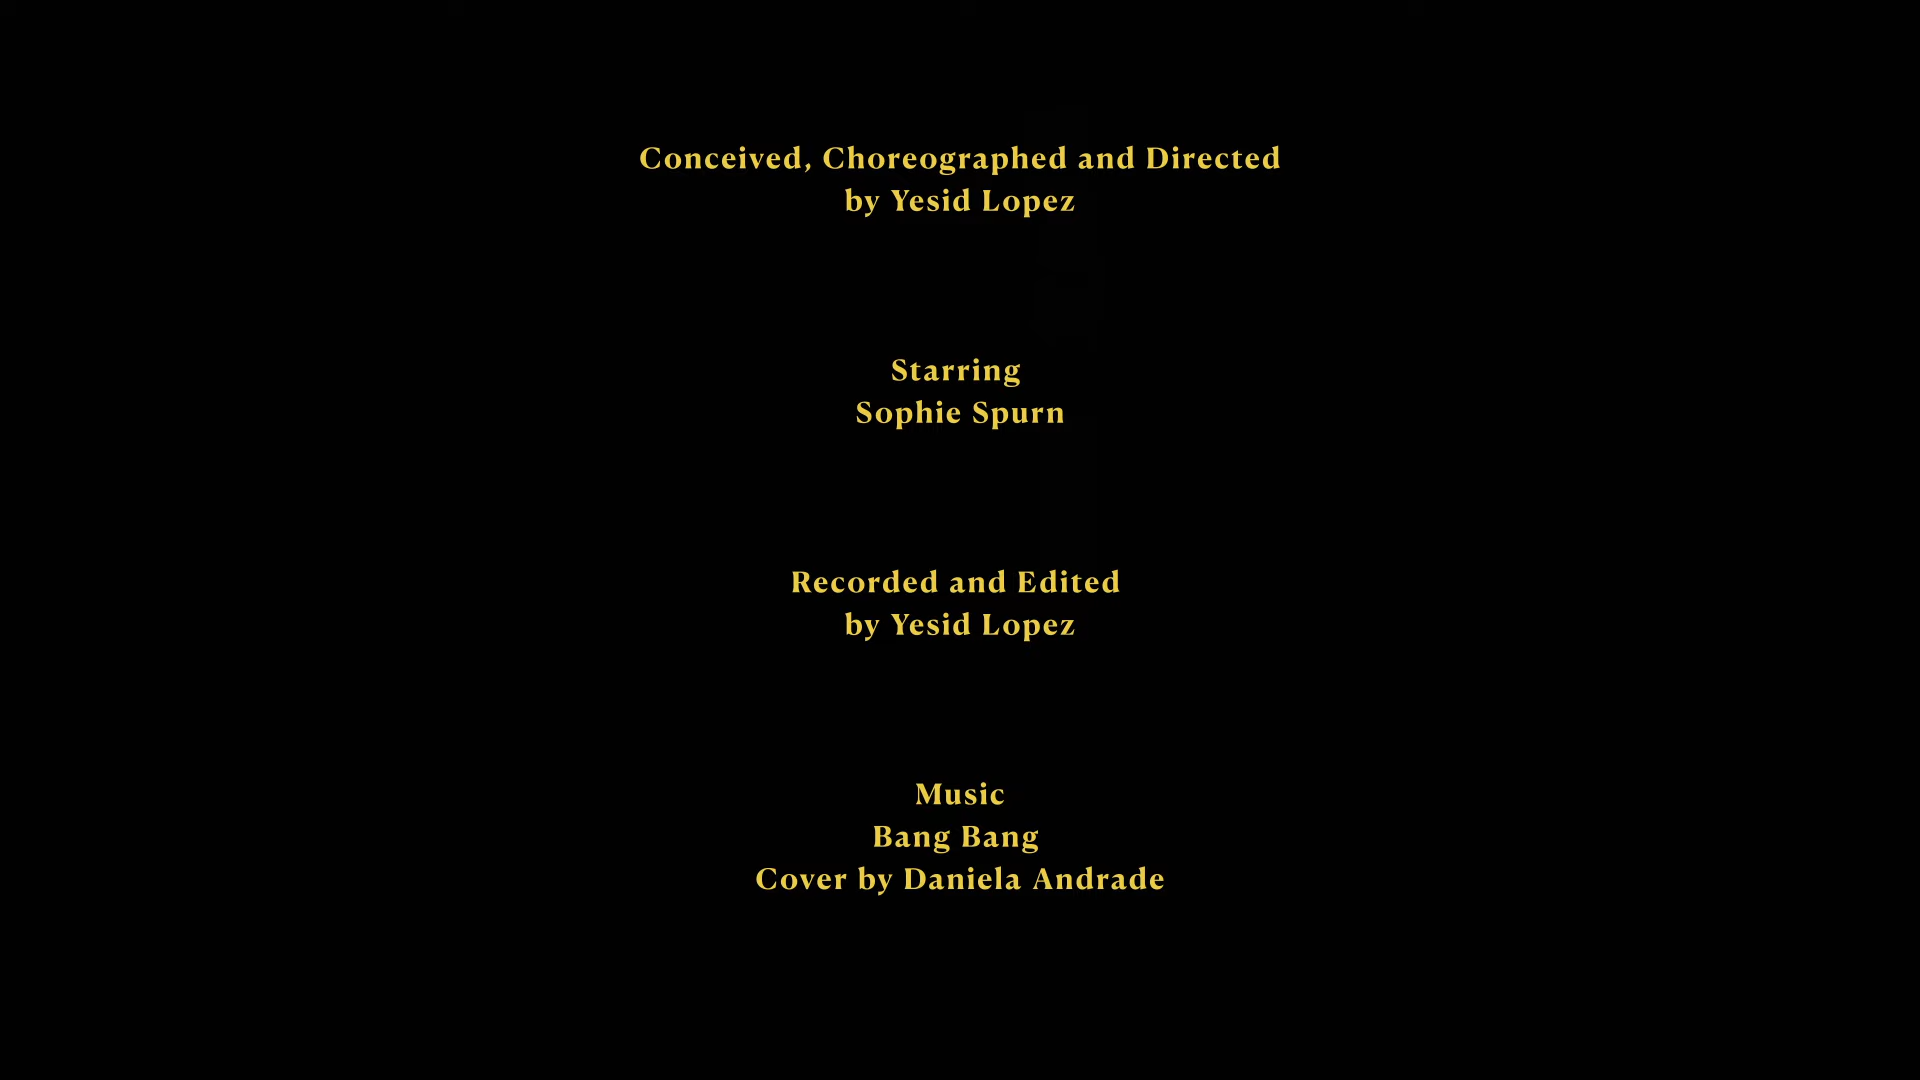 Conceived, Choreographed and Directed
by Yesid Lopez
Starring
Sophie Spurn
Recorded and Edited
by Yesid Lopez
Music
Bang Bang
Cover by Daniela Andrade